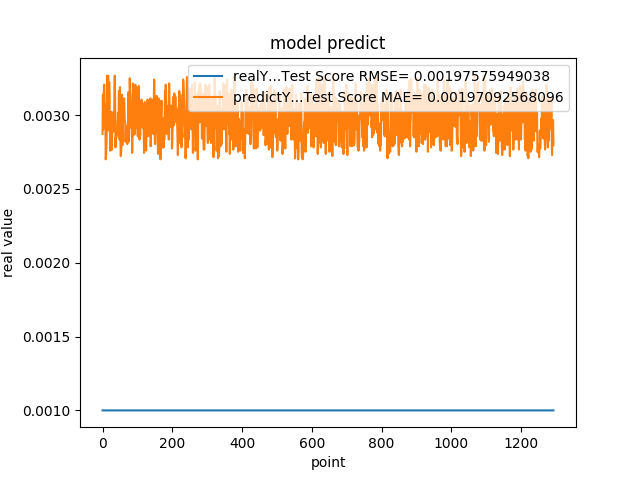 model predict
realY...Test Score RMSE= 0.00197575949038
predictY...Test Score MAE= 0.00197092568096
0.0030
0.0025
0.0020
0.0015
0.0010
real value
0
200
400
600
800
1000
1200
point